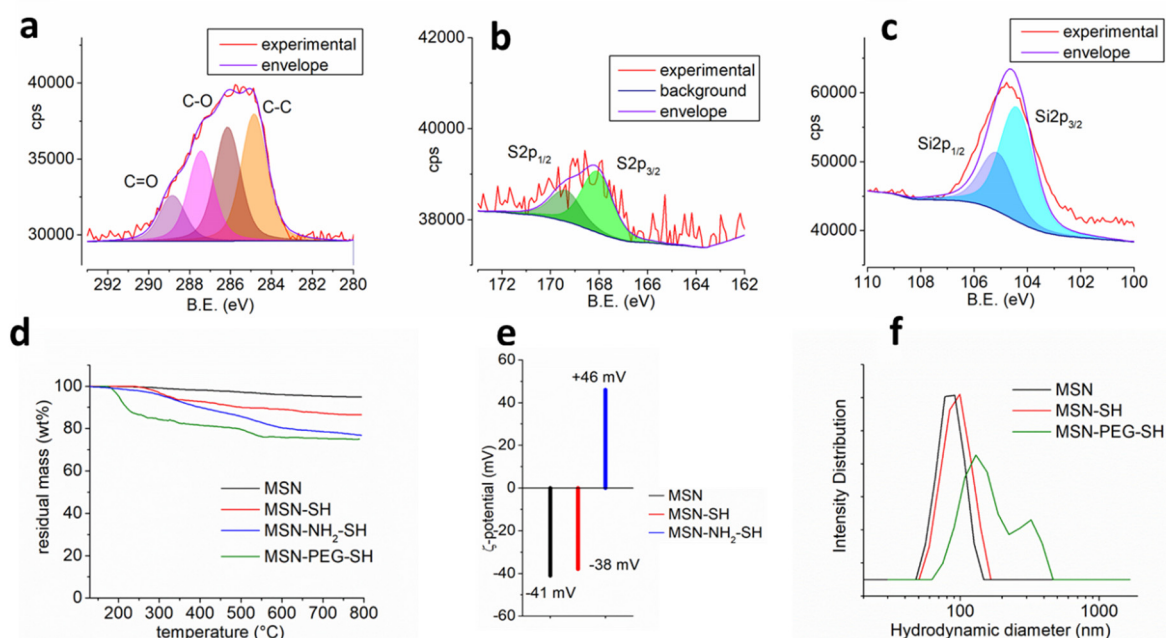 a
experimental
envelope
40000
35000
30000
cps
C-O
C-C
C=O
292 290 288 286 284 282 280
B.E. (eV)
b
42000
40000
38000
cps
experimental
background
envelope
S2p1/2
S2p3/2
172 170 168 166 164 162
B.E. (eV)
c
experimental
envelope
60000
50000
40000
cps
Si2p3/2
Si2p1/2
110 108 106 104 102 100
B.E. (eV)
d
100
80
60
40
20
0
residual mass (wt%)
MSN
MSN-SH
MSN-NH2-SH
MSN-PEG-SH
200 300 400 500 600 700 800
temperature (°C)
e
60
40
20
0
-20
-40
-60
ζ-potential (mV)
+46 mV
-38 mV
-41 mV
MSN
MSN-SH
MSN-NH2-SH
f
MSN
MSN-SH
MSN-PEG-SH
Intensity Distribution
100 1000
Hydrodynamic diameter (nm)